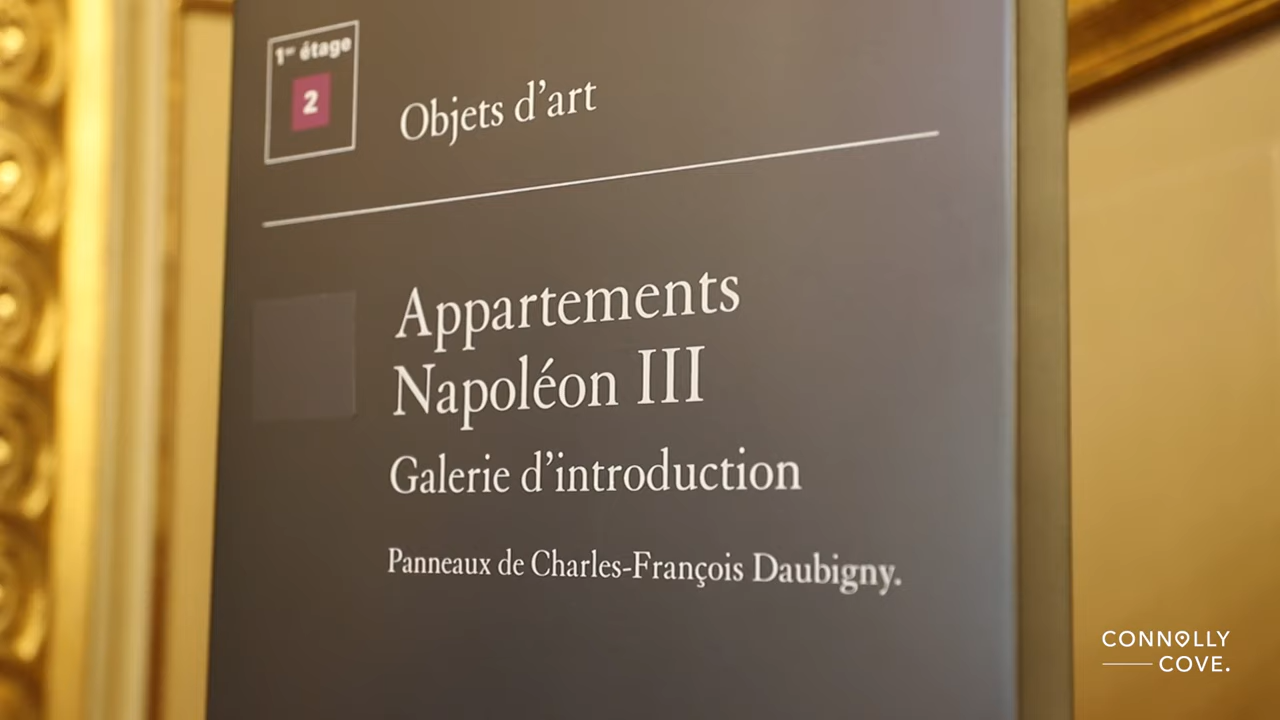 1er étage
2
Objets d'art
Appartements
Napoléon III
Galerie d'introduction
Panneaux de Charles-François Daubigny.
CONNOLLY
COVE.